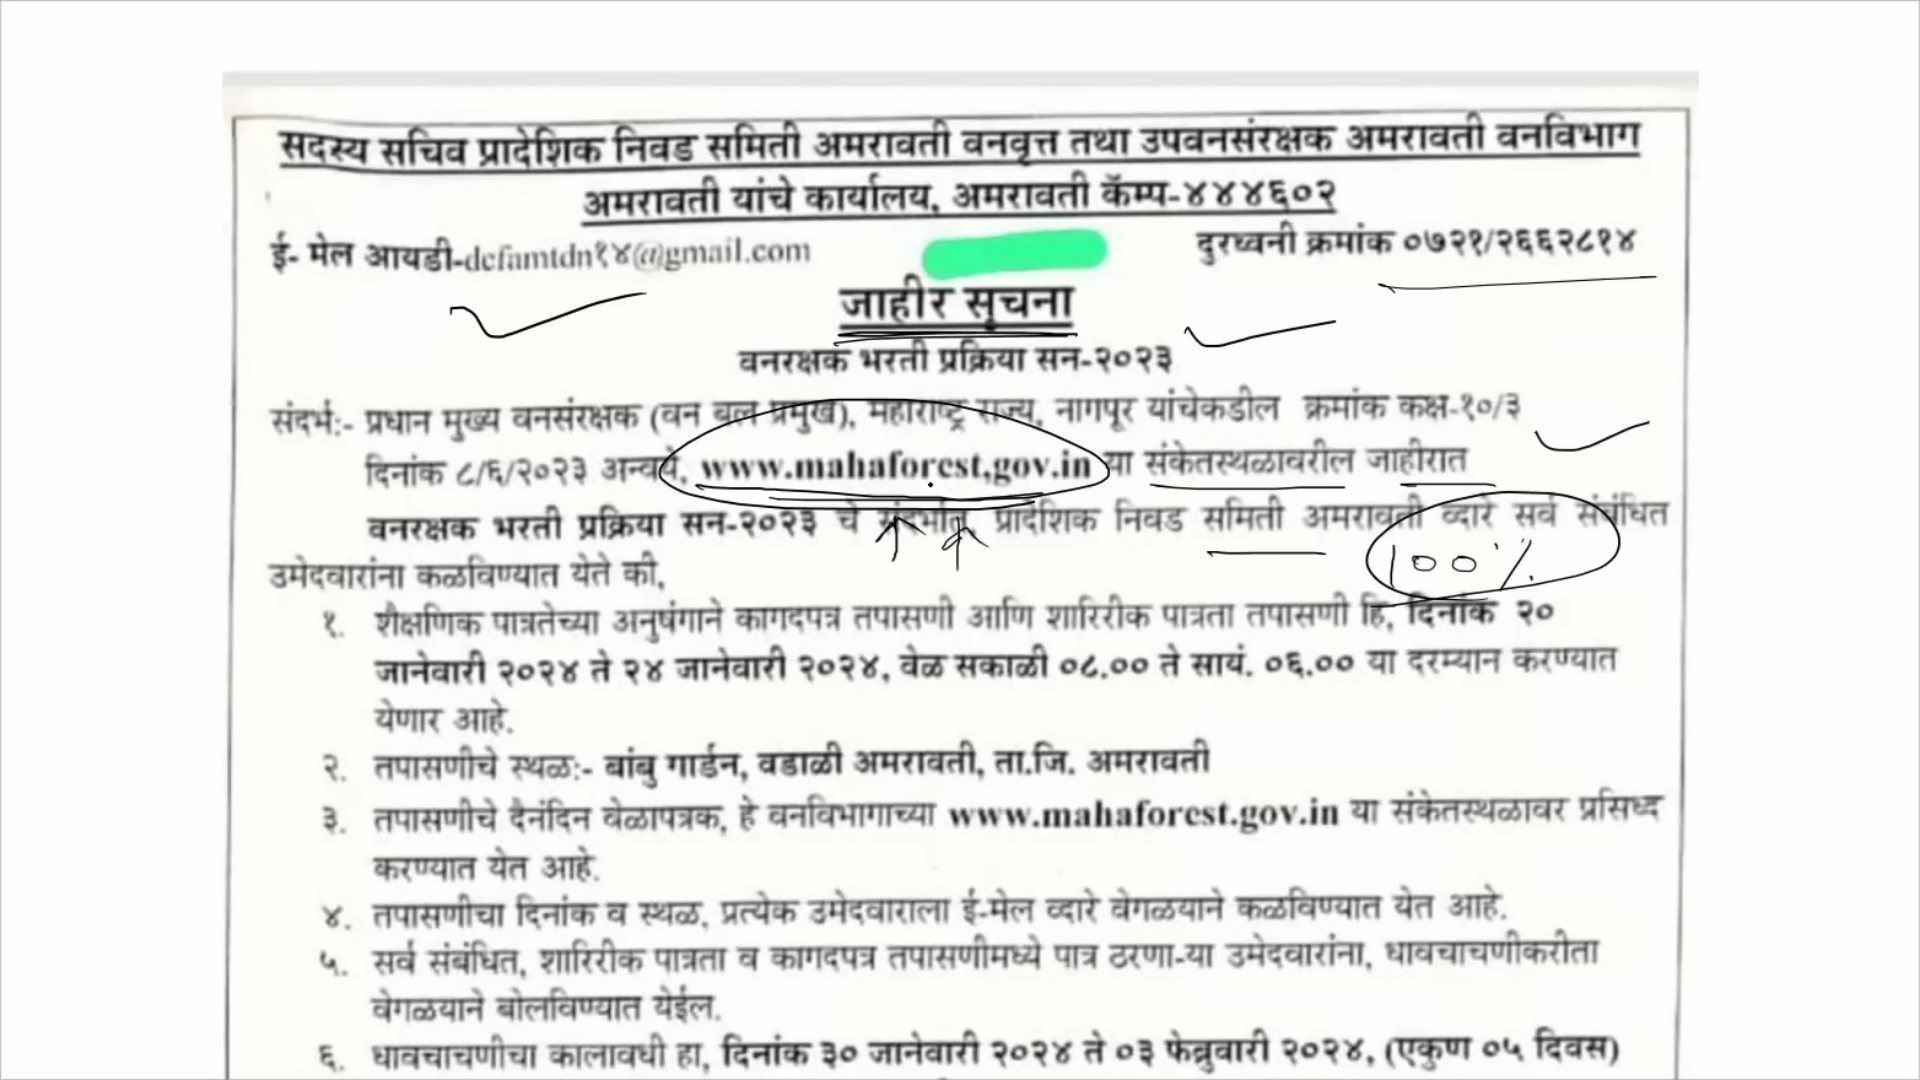 सदस्य सचिव प्रादेशिक निवड समिती अमरावती वनवृत्त तथा उपवनसंरक्षक अमरावती वनविभाग
अमरावती यांचे कार्यालय, अमरावती कॅम्प-४४४६०२
ई- मेल आयडी-dcfamtdn१४@gmail.com दुरध्वनी क्रमांक ०७२१/२६६२८१४
जाहीर सूचना
वनरक्षक भरती प्रक्रिया सन-२०२३
संदर्भ:- प्रधान मुख्य वनसंरक्षक (वन बल प्रमुख), महाराष्ट्र राज्य, नागपूर यांचेकडील क्रमांक कक्ष-१०/३
दिनांक ८/६/२०२३ अन्वये, www.mahaforest,gov.in या संकेतस्थळावरील जाहीरात
वनरक्षक भरती प्रक्रिया सन-२०२३ चे संदर्भात, प्रादेशिक निवड समिती अमरावती व्दारे सर्व संबंधित
100%
उमेदवारांना कळविण्यात येते की,
१. शैक्षणिक पात्रतेच्या अनुषंगाने कागदपत्र तपासणी आणि शारिरीक पात्रता तपासणी हि, दिनांक २०
जानेवारी २०२४ ते २४ जानेवारी २०२४, वेळ सकाळी ०८.०० ते सायं. ०६.०० या दरम्यान करण्यात
येणार आहे.
२. तपासणीचे स्थळ:- बांबु गार्डन, वडाळी अमरावती, ता.जि. अमरावती
३. तपासणीचे दैनंदिन वेळापत्रक, हे वनविभागाच्या www.mahaforest.gov.in या संकेतस्थळावर प्रसिध्द
करण्यात येत आहे.
४. तपासणीचा दिनांक व स्थळ, प्रत्येक उमेदवाराला ई-मेल व्दारे वेगळयाने कळविण्यात येत आहे.
५. सर्व संबंधित, शारिरीक पात्रता व कागदपत्र तपासणीमध्ये पात्र ठरणा-या उमेदवारांना, धावचाचणीकरीता
वेगळयाने बोलविण्यात येईल.
६. धावचाचणीचा कालावधी हा, दिनांक ३० जानेवारी २०२४ ते ०३ फेब्रुवारी २०२४, (एकुण ०५ दिवस)